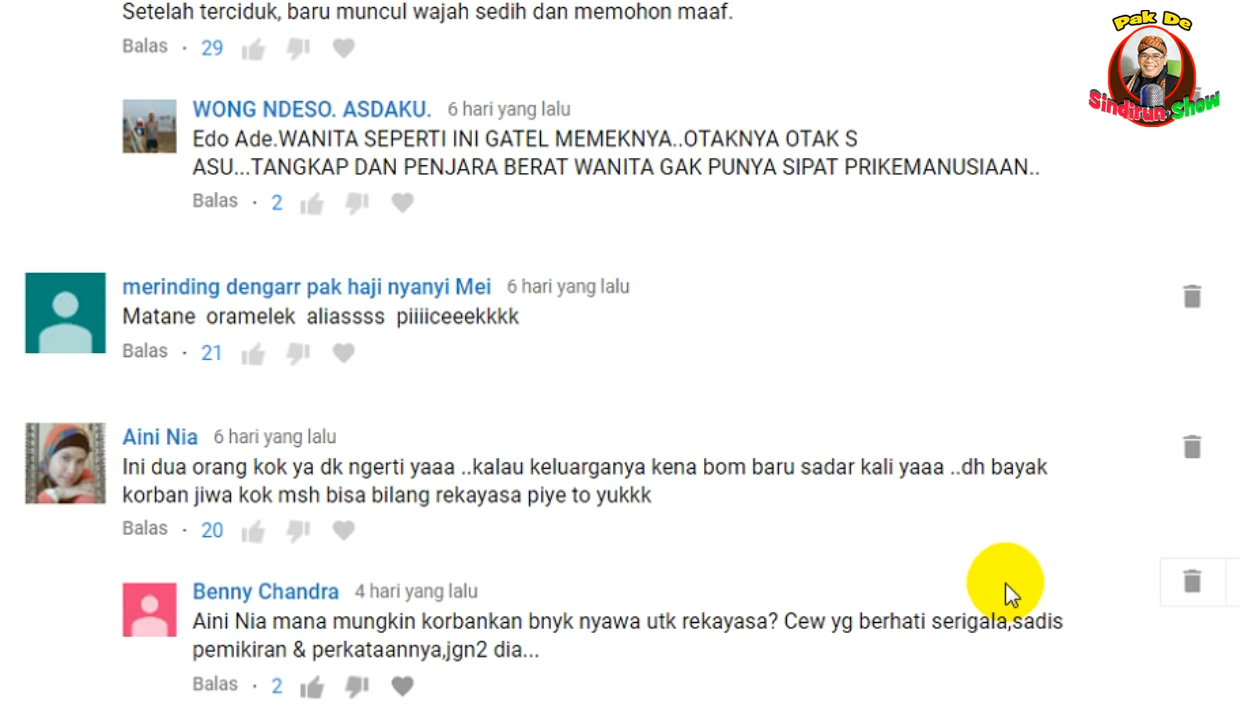 Setelah terciduk, baru muncul wajah sedih dan memohon maaf.
Balas · 29
Pak De
Sindirun Show
WONG NDESO. ASDAKU. 6 hari yang lalu
Edo Ade.WANITA SEPERTI INI GATEL MEMEKNYA..OTAKNYA OTAK S
ASU...TANGKAP DAN PENJARA BERAT WANITA GAK PUNYA SIPAT PRIKEMANUSIAAN..
Balas · 2
merinding dengarr pak haji nyanyi Mei 6 hari yang lalu
Matane oramelek aliassss piiiiceeekkkk
Balas · 21
Aini Nia 6 hari yang lalu
Ini dua orang kok ya dk ngerti yaaa ..kalau keluarganya kena bom baru sadar kali yaaa ..dh bayak
korban jiwa kok msh bisa bilang rekayasa piye to yukkk
Balas · 20
Benny Chandra 4 hari yang lalu
Aini Nia mana mungkin korbankan bnyk nyawa utk rekayasa? Cew yg berhati serigala,sadis
pemikiran & perkataannya,jgn2 dia...
Balas · 2